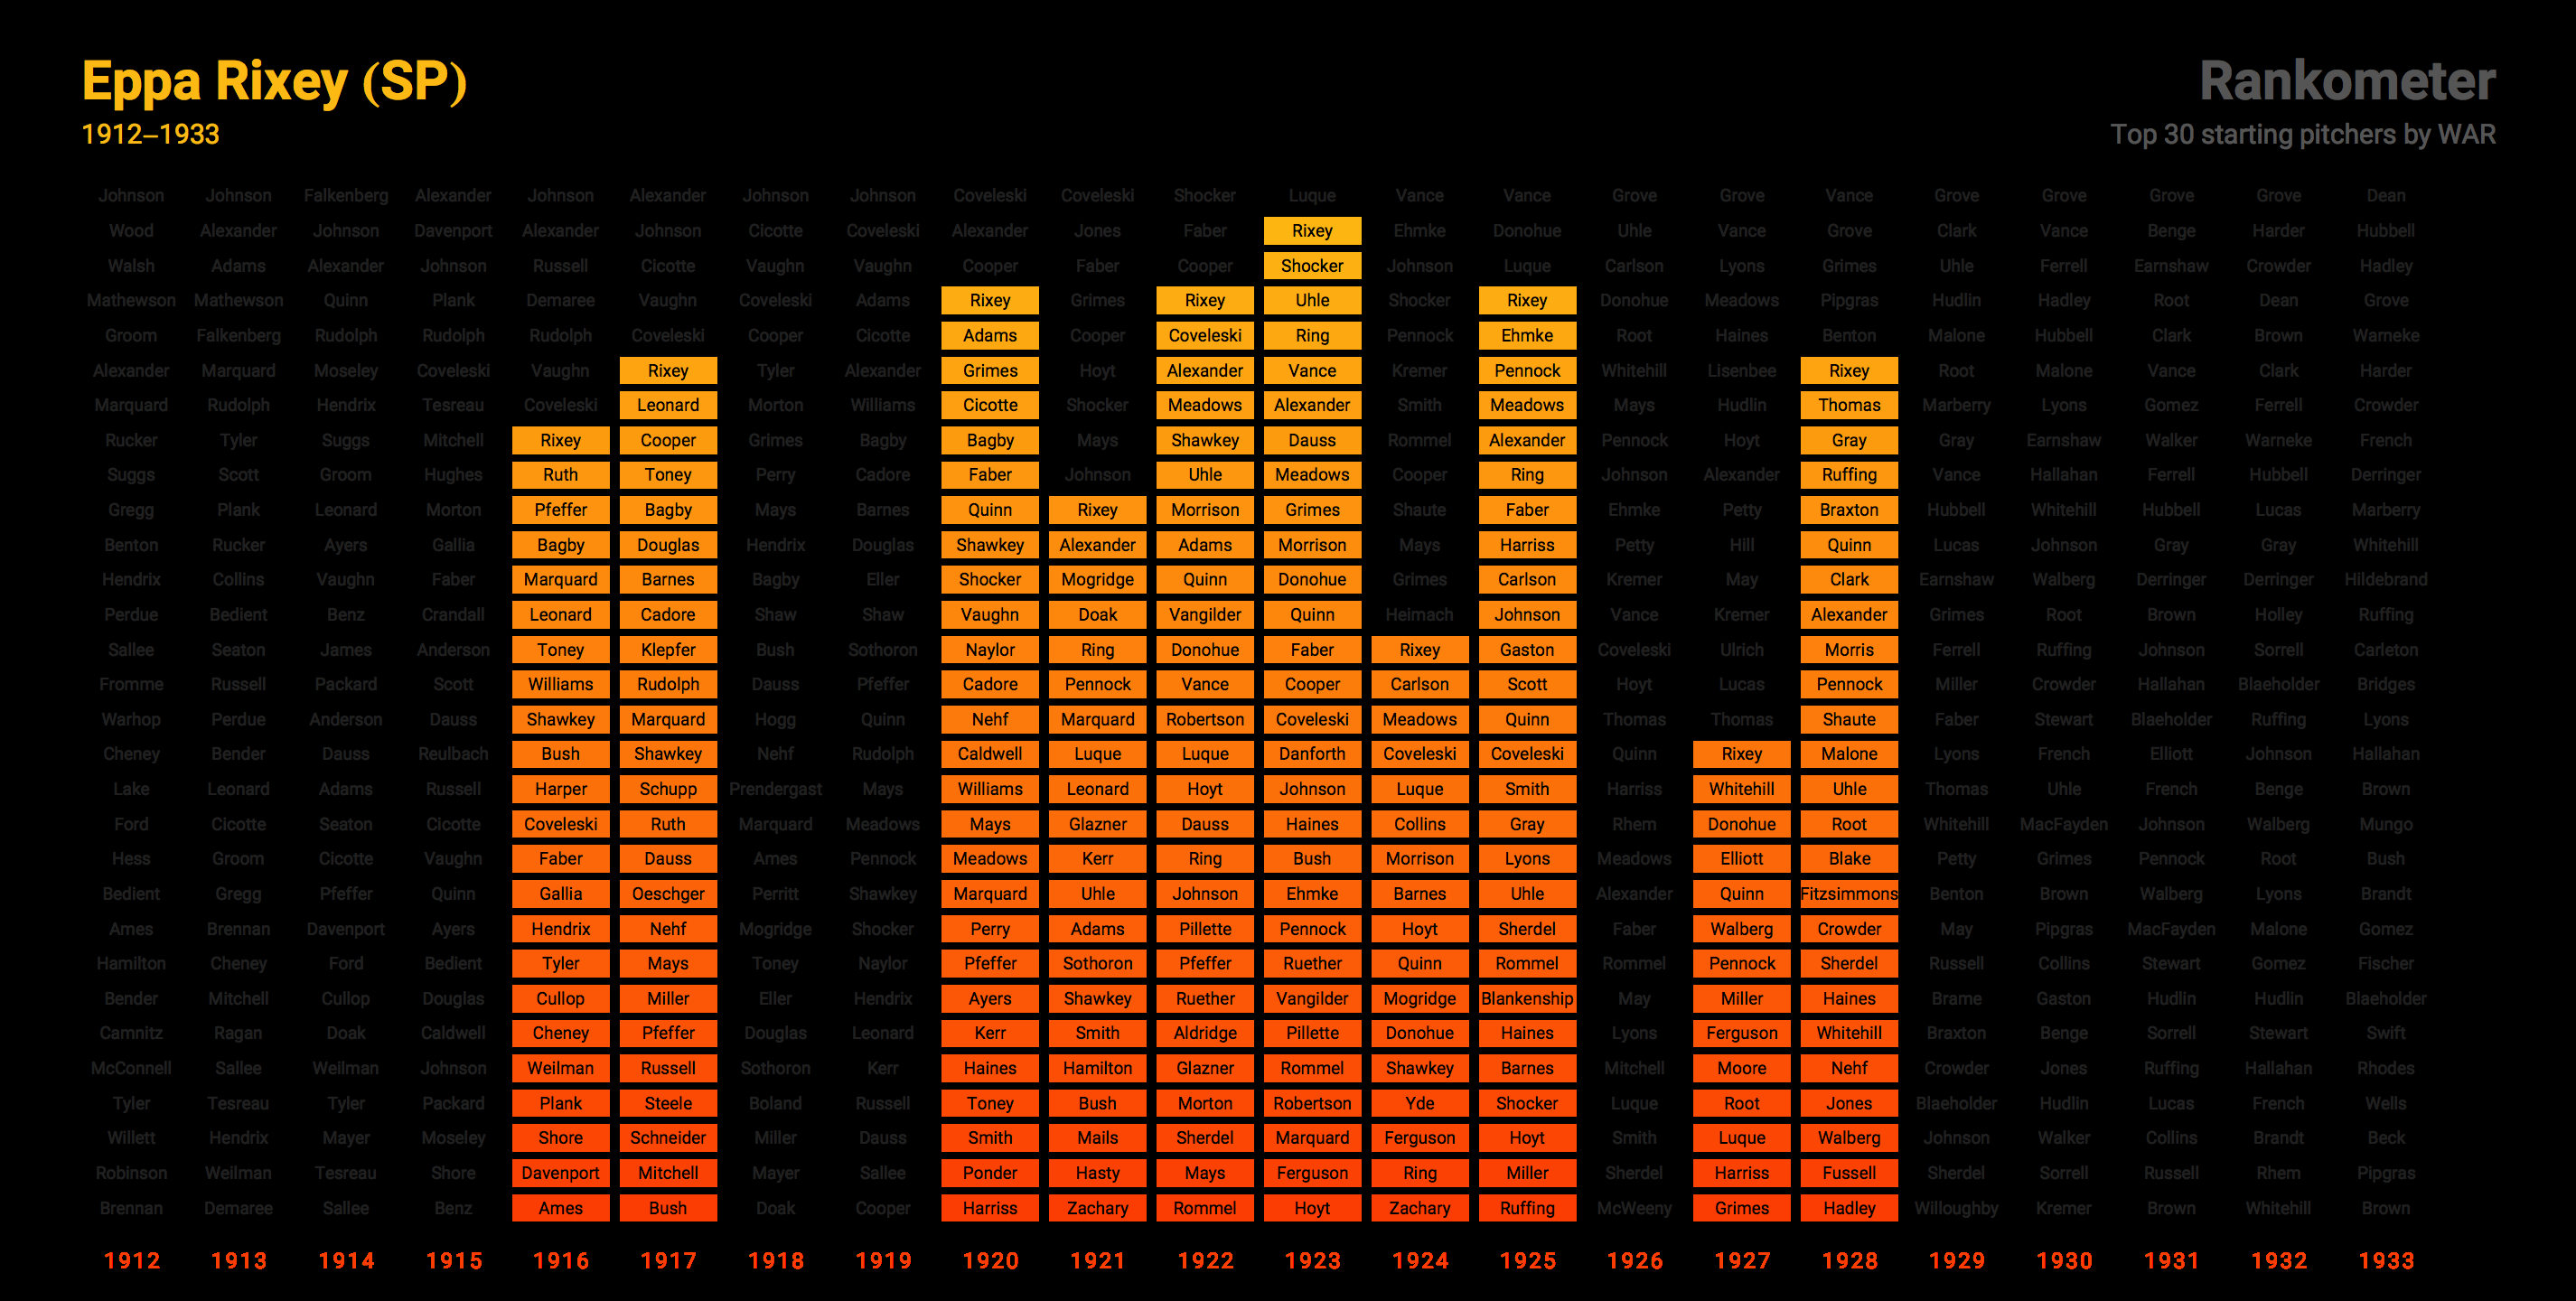 Eppa Rixey (SP)
1912–1933
Rankometer
Top 30 starting pitchers by WAR
Johnson Johnson Falkenberg Alexander Johnson Alexander Johnson Johnson Coveleski Coveleski Shocker Luque Vance Vance Grove Grove Vance Grove Grove Grove Grove Dean
Wood Alexander Johnson Davenport Alexander Johnson Cicotte Coveleski Alexander Jones Faber Rixey Ehmke Donohue Uhle Vance Grove Clark Vance Benge Harder Hubbell
Walsh Adams Alexander Johnson Russell Cicotte Vaughn Vaughn Cooper Faber Cooper Shocker Johnson Luque Carlson Lyons Grimes Uhle Ferrell Earnshaw Crowder Hadley
Mathewson Mathewson Quinn Plank Demaree Vaughn Coveleski Adams Rixey Grimes Rixey Uhle Shocker Rixey Donohue Meadows Pipgras Hudlin Hadley Root Dean Grove
Groom Falkenberg Rudolph Rudolph Rudolph Coveleski Cooper Cicotte Adams Cooper Coveleski Ring Pennock Ehmke Root Haines Benton Malone Hubbell Clark Brown Warneke
Alexander Marquard Moseley Coveleski Vaughn Rixey Tyler Alexander Grimes Hoyt Alexander Vance Kremer Pennock Whitehill Lisenbee Rixey Root Malone Vance Clark Harder
Marquard Rudolph Hendrix Tesreau Coveleski Leonard Morton Williams Cicotte Shocker Meadows Alexander Smith Meadows Mays Hudlin Thomas Marberry Lyons Gomez Ferrell Crowder
Rucker Tyler Suggs Mitchell Rixey Cooper Grimes Bagby Bagby Mays Shawkey Dauss Rommel Alexander Pennock Hoyt Gray Gray Earnshaw Walker Warneke French
Suggs Scott Groom Hughes Ruth Toney Perry Cadore Faber Johnson Uhle Meadows Cooper Ring Johnson Alexander Ruffing Vance Hallahan Ferrell Hubbell Derringer
Gregg Plank Leonard Morton Pfeffer Bagby Mays Barnes Quinn Rixey Morrison Grimes Shaute Faber Ehmke Petty Braxton Hubbell Whitehill Hubbell Lucas Marberry
Benton Rucker Ayers Gallia Bagby Douglas Hendrix Douglas Shawkey Alexander Adams Morrison Mays Harriss Petty Hill Quinn Lucas Johnson Gray Gray Whitehill
Hendrix Collins Vaughn Faber Marquard Barnes Bagby Eller Shocker Mogridge Quinn Donohue Grimes Carlson Kremer May Clark Earnshaw Walberg Derringer Derringer Hildebrand
Perdue Bedient Benz Crandall Leonard Cadore Shaw Shaw Vaughn Doak Vangilder Quinn Heimach Johnson Vance Kremer Alexander Grimes Root Brown Holley Ruffing
Sallee Seaton James Anderson Toney Klepfer Bush Sothoron Naylor Ring Donohue Faber Rixey Gaston Coveleski Ulrich Morris Ferrell Ruffing Johnson Sorrell Carleton
Fromme Russell Packard Scott Williams Rudolph Dauss Pfeffer Cadore Pennock Vance Cooper Carlson Scott Hoyt Lucas Pennock Miller Crowder Hallahan Blaeholder Bridges
Warhop Perdue Anderson Dauss Shawkey Marquard Hogg Quinn Nehf Marquard Robertson Coveleski Meadows Quinn Thomas Thomas Shaute Faber Stewart Blaeholder Ruffing Lyons
Cheney Bender Dauss Reulbach Bush Shawkey Nehf Rudolph Caldwell Luque Luque Danforth Coveleski Coveleski Quinn Rixey Malone Lyons French Elliott Johnson Hallahan
Lake Leonard Adams Russell Harper Schupp Prendergast Mays Williams Leonard Hoyt Johnson Luque Smith Harriss Whitehill Uhle Thomas Uhle French Benge Brown
Ford Cicotte Seaton Cicotte Coveleski Ruth Marquard Meadows Mays Glazner Dauss Haines Collins Gray Rhem Donohue Root Whitehill MacFayden Johnson Walberg Mungo
Hess Groom Cicotte Vaughn Faber Dauss Ames Pennock Meadows Kerr Ring Bush Morrison Lyons Meadows Elliott Blake Petty Grimes Pennock Root Bush
Bedient Gregg Pfeffer Quinn Gallia Oeschger Perritt Shawkey Marquard Uhle Johnson Ehmke Barnes Uhle Alexander Quinn Fitzsimmons Benton Brown Walberg Lyons Brandt
Ames Brennan Davenport Ayers Hendrix Nehf Mogridge Shocker Perry Adams Pillette Pennock Hoyt Sherdel Faber Walberg Crowder May Pipgras MacFayden Malone Gomez
Hamilton Cheney Ford Bedient Tyler Mays Toney Naylor Pfeffer Sothoron Pfeffer Ruether Quinn Rommel Rommel Pennock Sherdel Russell Collins Stewart Gomez Fischer
Bender Mitchell Cullop Douglas Cullop Miller Eller Hendrix Ayers Shawkey Ruether Vangilder Mogridge Blankenship May Miller Haines Brame Gaston Hudlin Hudlin Blaeholder
Camnitz Ragan Doak Caldwell Cheney Pfeffer Douglas Leonard Kerr Smith Aldridge Pillette Donohue Haines Lyons Ferguson Whitehill Braxton Benge Sorrell Stewart Swift
McConnell Sallee Weilman Johnson Weilman Russell Sothoron Kerr Haines Hamilton Glazner Rommel Shawkey Barnes Mitchell Moore Nehf Crowder Jones Ruffing Hallahan Rhodes
Tyler Tesreau Tyler Packard Plank Steele Boland Russell Toney Bush Morton Robertson Yde Shocker Luque Root Jones Blaeholder Hudlin Lucas French Wells
Willett Hendrix Mayer Moseley Shore Schneider Miller Dauss Smith Mails Sherdel Marquard Ferguson Hoyt Smith Luque Walberg Johnson Walker Collins Brandt Beck
Robinson Weilman Tesreau Shore Davenport Mitchell Mayer Sallee Ponder Hasty Mays Ferguson Ring Miller Sherdel Harriss Fussell Sherdel Sorrell Russell Rhem Pipgras
Brennan Demaree Sallee Benz Ames Bush Doak Cooper Harriss Zachary Rommel Hoyt Zachary Ruffing McWeeny Grimes Hadley Willoughby Kremer Brown Whitehill Brown
1912 1913 1914 1915 1916 1917 1918 1919 1920 1921 1922 1923 1924 1925 1926 1927 1928 1929 1930 1931 1932 1933